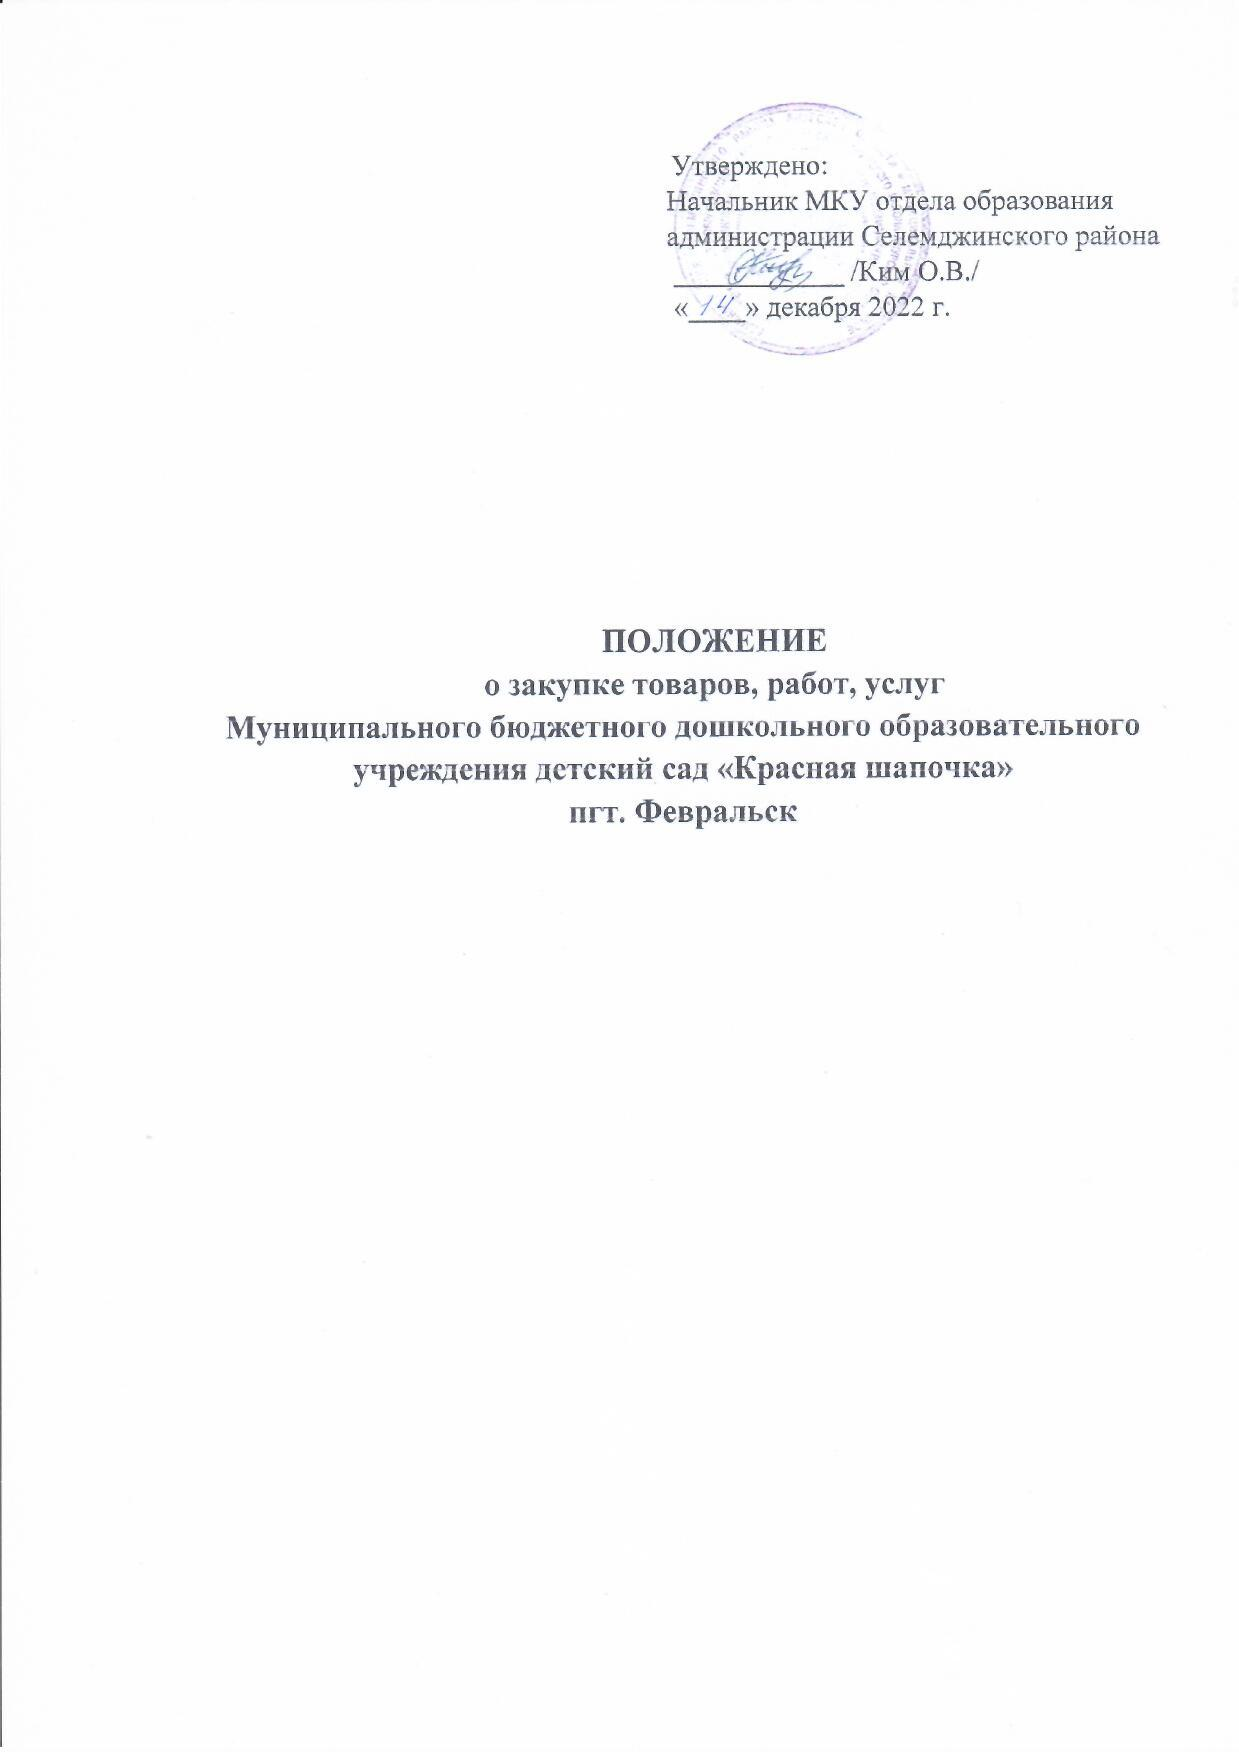 Утверждено:
Начальник МКУ отдела образования
администрации Селемджинского района
____________ /Ким О.В./
«14» декабря 2022 г.
ПОЛОЖЕНИЕ
о закупке товаров, работ, услуг
Муниципального бюджетного дошкольного образовательного
учреждения детский сад «Красная шапочка»
пгт. Февральск